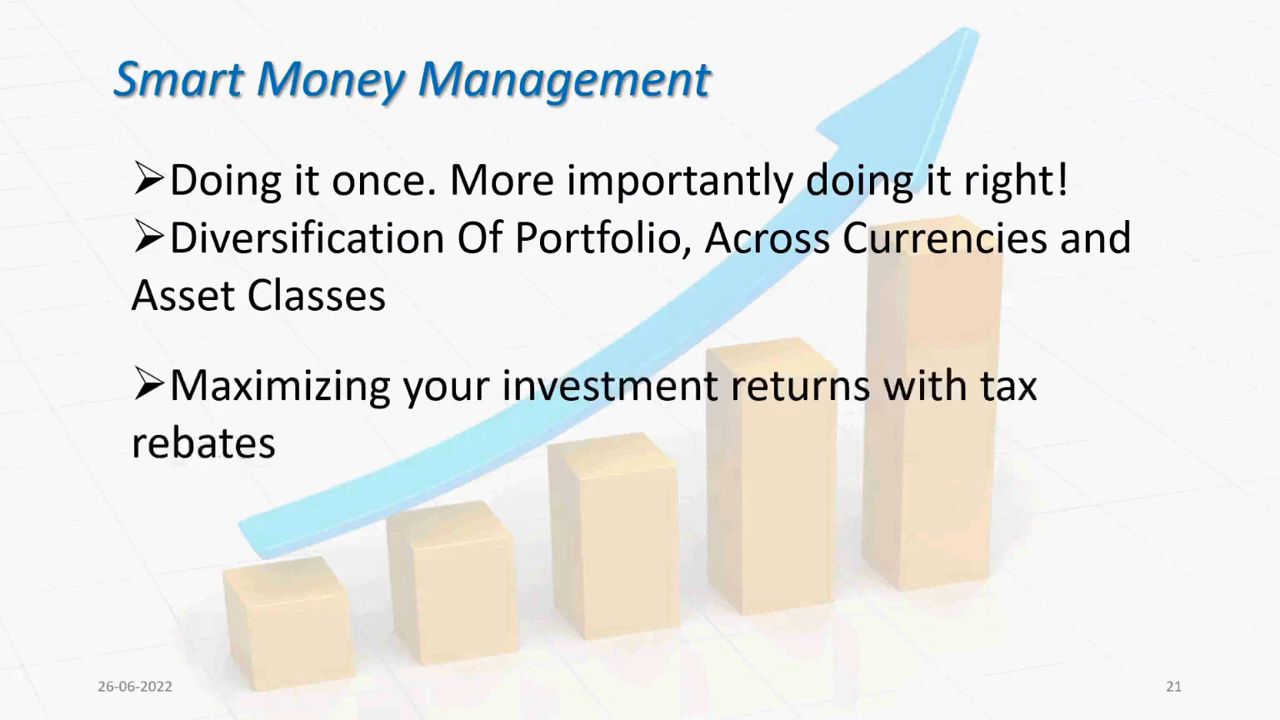 Smart Money Management
➢Doing it once. More importantly doing it right!
➢Diversification Of Portfolio, Across Currencies and
Asset Classes
➢Maximizing your investment returns with tax
rebates
26-06-2022
21